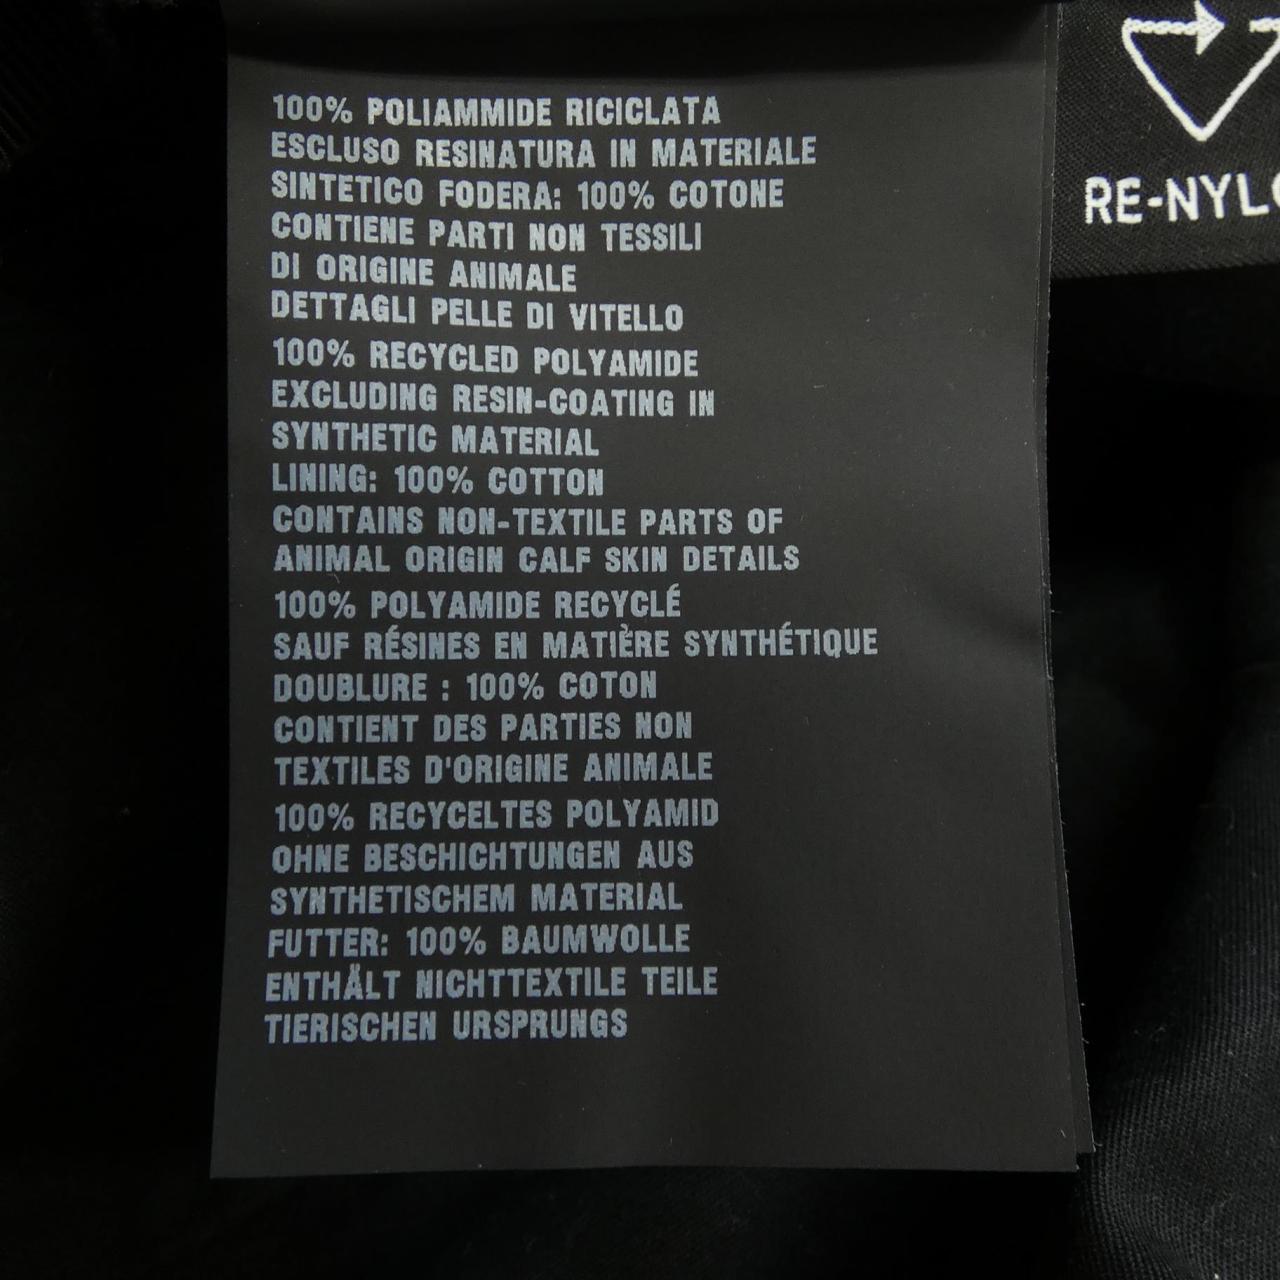 100% POLIAMMIDE RICICLATA
ESCLUSO RESINATURA IN MATERIALE
SINTETICO FODERA: 100% COTONE
CONTIENE PARTI NON TESSILI
DI ORIGINE ANIMALE
DETTAGLI PELLE DI VITELLO
100% RECYCLED POLYAMIDE
EXCLUDING RESIN-COATING IN
SYNTHETIC MATERIAL
LINING: 100% COTTON
CONTAINS NON-TEXTILE PARTS OF
ANIMAL ORIGIN CALF SKIN DETAILS
100% POLYAMIDE RECYCLÉ
SAUF RÉSINES EN MATIÈRE SYNTHÉTIQUE
DOUBLURE : 100% COTON
CONTIENT DES PARTIES NON
TEXTILES D'ORIGINE ANIMALE
100% RECYCELTES POLYAMID
OHNE BESCHICHTUNGEN AUS
SYNTHETISCHEM MATERIAL
FUTTER: 100% BAUMWOLLE
ENTHÄLT NICHTTEXTILE TEILE
TIERISCHEN URSPRUNGS
RE-NYL